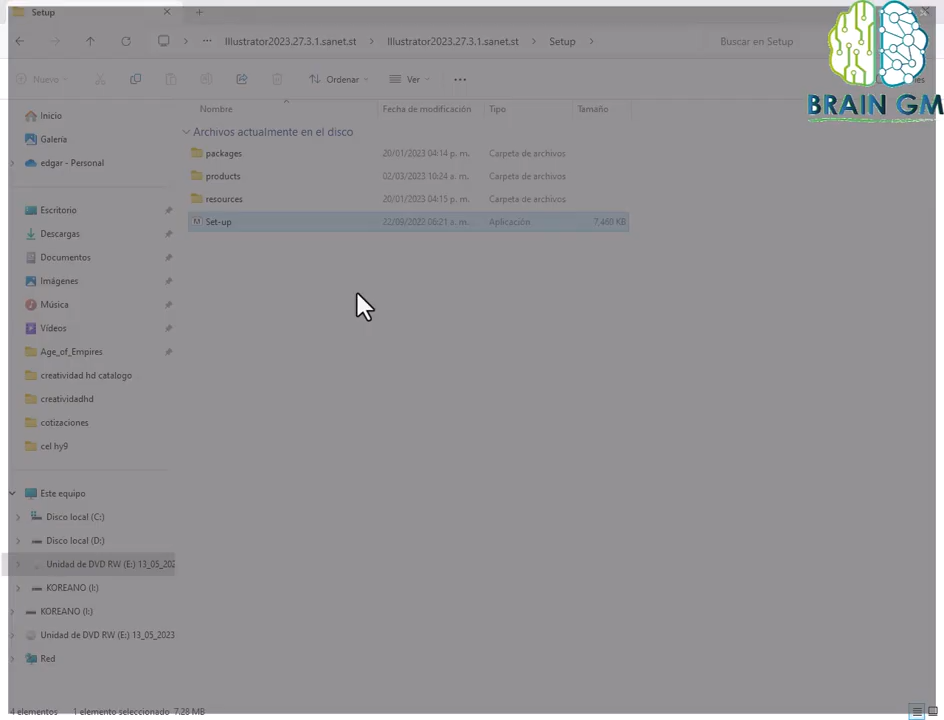 Setup
Illustrator2023.27.3.1.sanet.st
Illustrator2023.27.3.1.sanet.st
Setup
Buscar en Setup
Nuevo
Ordenar
Ver
BRAIN GM
Nombre
Fecha de modificación
Tipo
Tamaño
Archivos actualmente en el disco
packages 20/01/2023 04:14 p. m. Carpeta de archivos
products 02/03/2023 10:24 a. m. Carpeta de archivos
resources 20/01/2023 04:15 p. m. Carpeta de archivos
Set-up 22/09/2022 06:21 a. m. Aplicación 7,460 KB
Inicio
Galería
edgar - Personal
Escritorio
Descargas
Documentos
Imágenes
Música
Vídeos
Age_of_Empires
creatividad hd catalogo
creatividadhd
cotizaciones
cel hy9
Este equipo
Disco local (C:)
Disco local (D:)
Unidad de DVD RW (E:) 13_05_202
KOREANO (I:)
KOREANO (I:)
Unidad de DVD RW (E:) 13_05_2023
Red
4 elementos 1 elemento seleccionado 7.28 MB